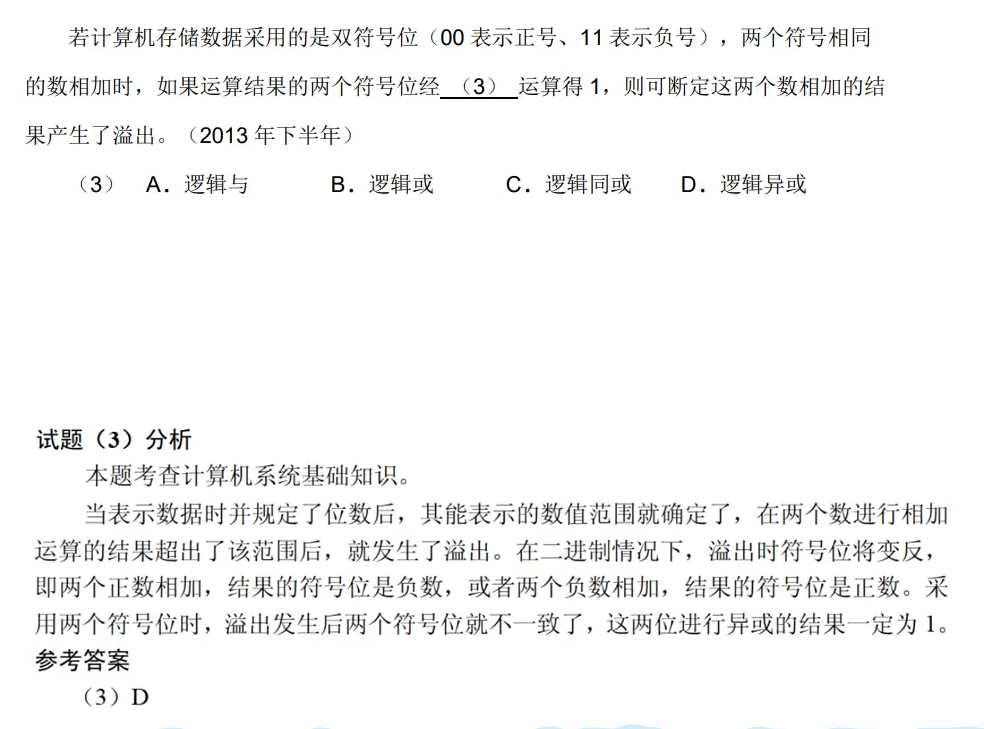 若计算机存储数据采用的是双符号位（00 表示正号、11 表示负号），两个符号相同
的数相加时，如果运算结果的两个符号位经 （3） 运算得 1，则可断定这两个数相加的结
果产生了溢出。（2013 年下半年）
（3） A．逻辑与 B．逻辑或 C．逻辑同或 D．逻辑异或
试题（3）分析
本题考查计算机系统基础知识。
当表示数据时并规定了位数后，其能表示的数值范围就确定了，在两个数进行相加
运算的结果超出了该范围后，就发生了溢出。在二进制情况下，溢出时符号位将变反，
即两个正数相加，结果的符号位是负数，或者两个负数相加，结果的符号位是正数。采
用两个符号位时，溢出发生后两个符号位就不一致了，这两位进行异或的结果一定为 1。
参考答案
（3）D